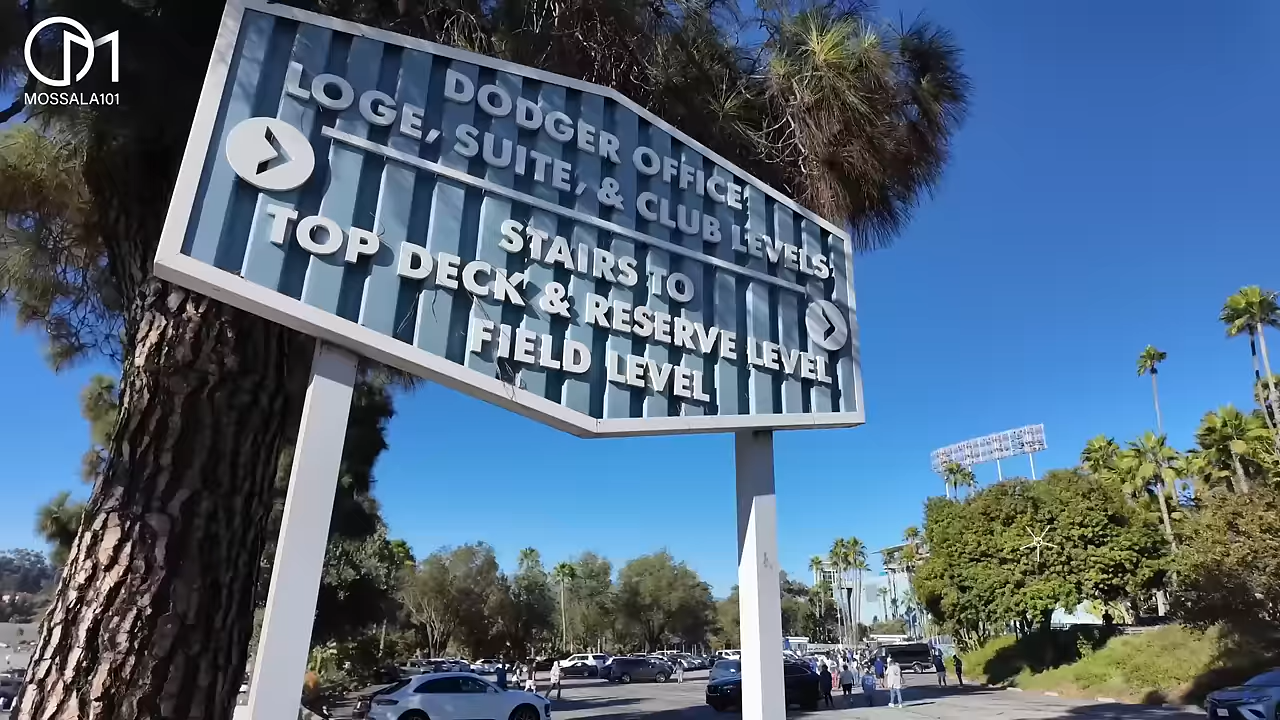 MOSSALA101
DODGER OFFICE
LOGE, SUITE, & CLUB LEVELS
STAIRS TO
TOP DECK & RESERVE LEVEL
FIELD LEVEL